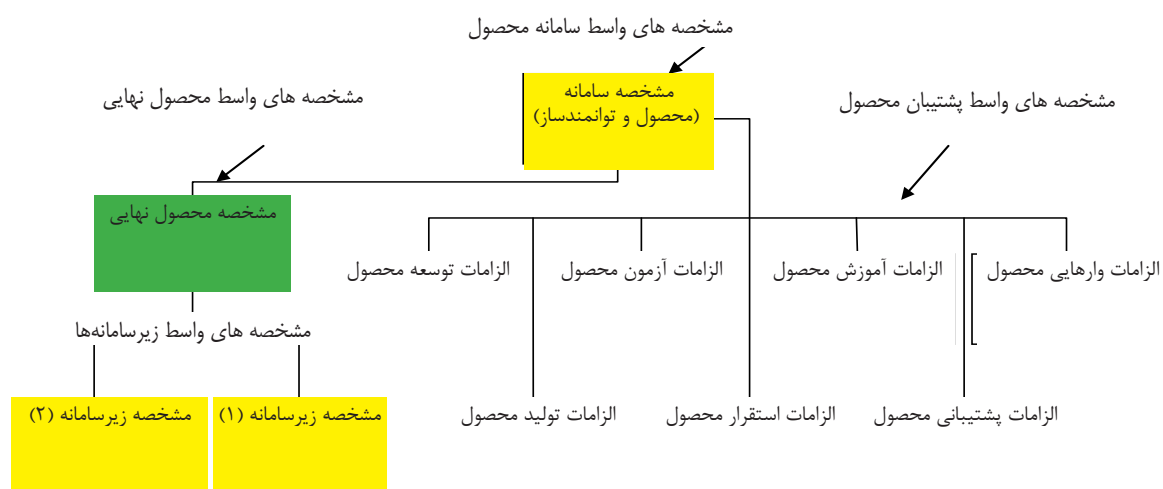 مشخصه های واسط سامانه محصول
مشخصه سامانه
(محصول و توانمندساز)
مشخصه های واسط پشتیبان محصول
مشخصه های واسط محصول نهایی
مشخصه محصول نهایی
الزامات وارهایی محصول
الزامات آموزش محصول
الزامات آزمون محصول
الزامات توسعه محصول
مشخصه های واسط زیرسامانه‌ها
الزامات پشتیبانی محصول
الزامات استقرار محصول
الزامات تولید محصول
مشخصه زیرسامانه (۱)
مشخصه زیرسامانه (۲)